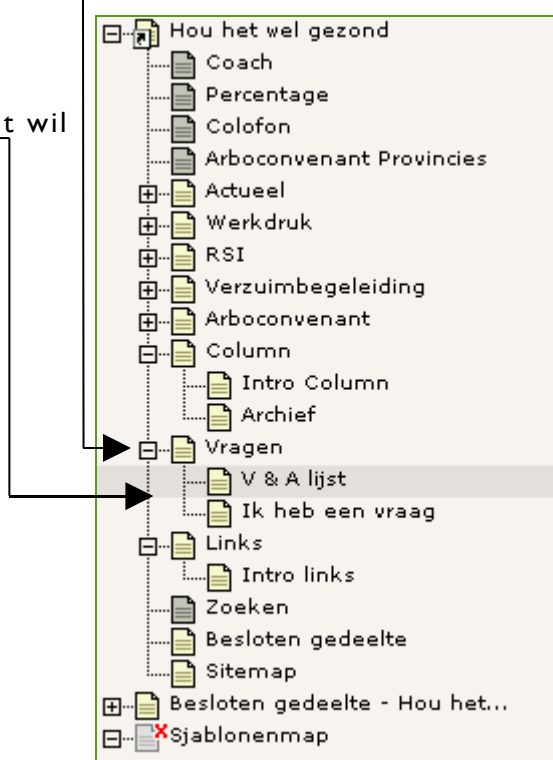 Hou het wel gezond
Coach
Percentage
t wil
Colofon
Arboconvenant Provincies
Actueel
Werkdruk
RSI
Verzuimbegeleiding
Arboconvenant
Column
Intro Column
Archief
Vragen
V & A lijst
Ik heb een vraag
Links
Intro links
Zoeken
Besloten gedeelte
Sitemap
Besloten gedeelte - Hou het...
Sjablonenmap